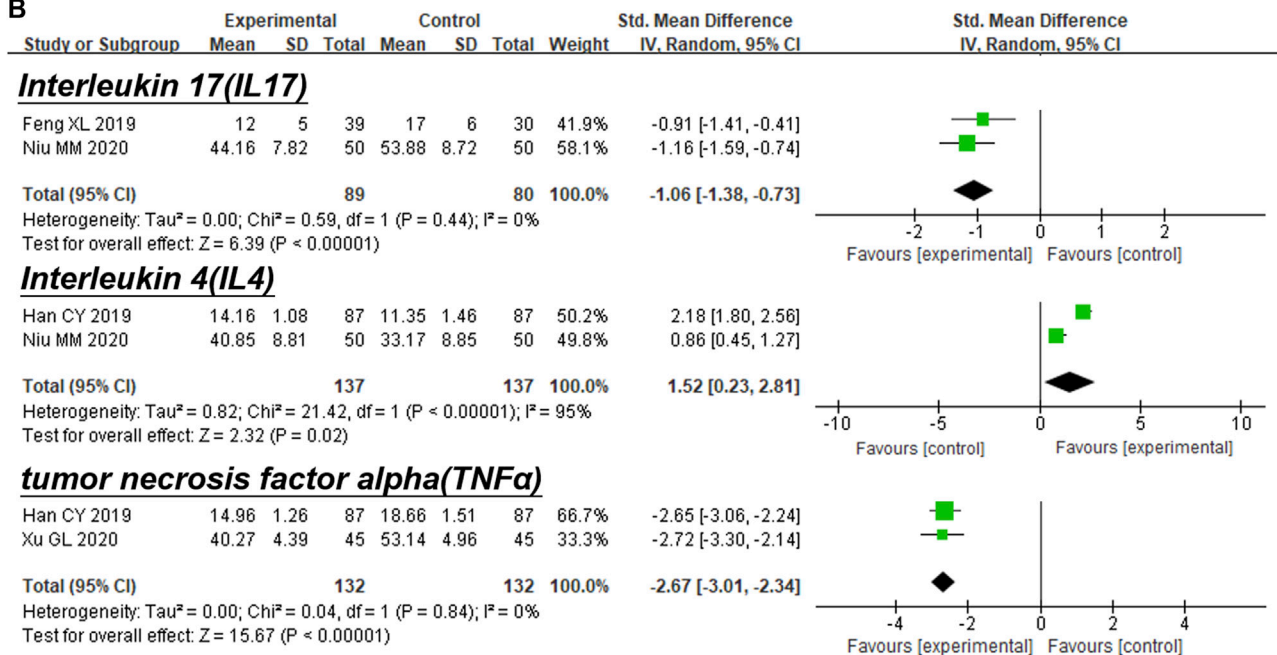 B
Experimental Control Std. Mean Difference Std. Mean Difference
Study or Subgroup Mean SD Total Mean SD Total Weight IV, Random, 95% CI IV, Random, 95% CI
Interleukin 17(IL17)
Feng XL 2019 12 5 39 17 6 30 41.9% -0.91 [-1.41, -0.41]
Niu MM 2020 44.16 7.82 50 53.88 8.72 50 58.1% -1.16 [-1.59, -0.74]
Total (95% CI) 89 80 100.0% -1.06 [-1.38, -0.73]
Heterogeneity: Tau² = 0.00; Chi² = 0.59, df = 1 (P = 0.44); I² = 0%
-2 -1 0 1 2
Test for overall effect: Z = 6.39 (P < 0.00001)
Favours [experimental] Favours [control]
Interleukin 4(IL4)
Han CY 2019 14.16 1.08 87 11.35 1.46 87 50.2% 2.18 [1.80, 2.56]
Niu MM 2020 40.85 8.81 50 33.17 8.85 50 49.8% 0.86 [0.45, 1.27]
Total (95% CI) 137 137 100.0% 1.52 [0.23, 2.81]
Heterogeneity: Tau² = 0.82; Chi² = 21.42, df = 1 (P < 0.00001); I² = 95%
-10 -5 0 5 10
Test for overall effect: Z = 2.32 (P = 0.02)
Favours [control] Favours [experimental]
tumor necrosis factor alpha(TNFα)
Han CY 2019 14.96 1.26 87 18.66 1.51 87 66.7% -2.65 [-3.06, -2.24]
Xu GL 2020 40.27 4.39 45 53.14 4.96 45 33.3% -2.72 [-3.30, -2.14]
Total (95% CI) 132 132 100.0% -2.67 [-3.01, -2.34]
Heterogeneity: Tau² = 0.00; Chi² = 0.04, df = 1 (P = 0.84); I² = 0%
-4 -2 0 2 4
Test for overall effect: Z = 15.67 (P < 0.00001)
Favours [experimental] Favours [control]